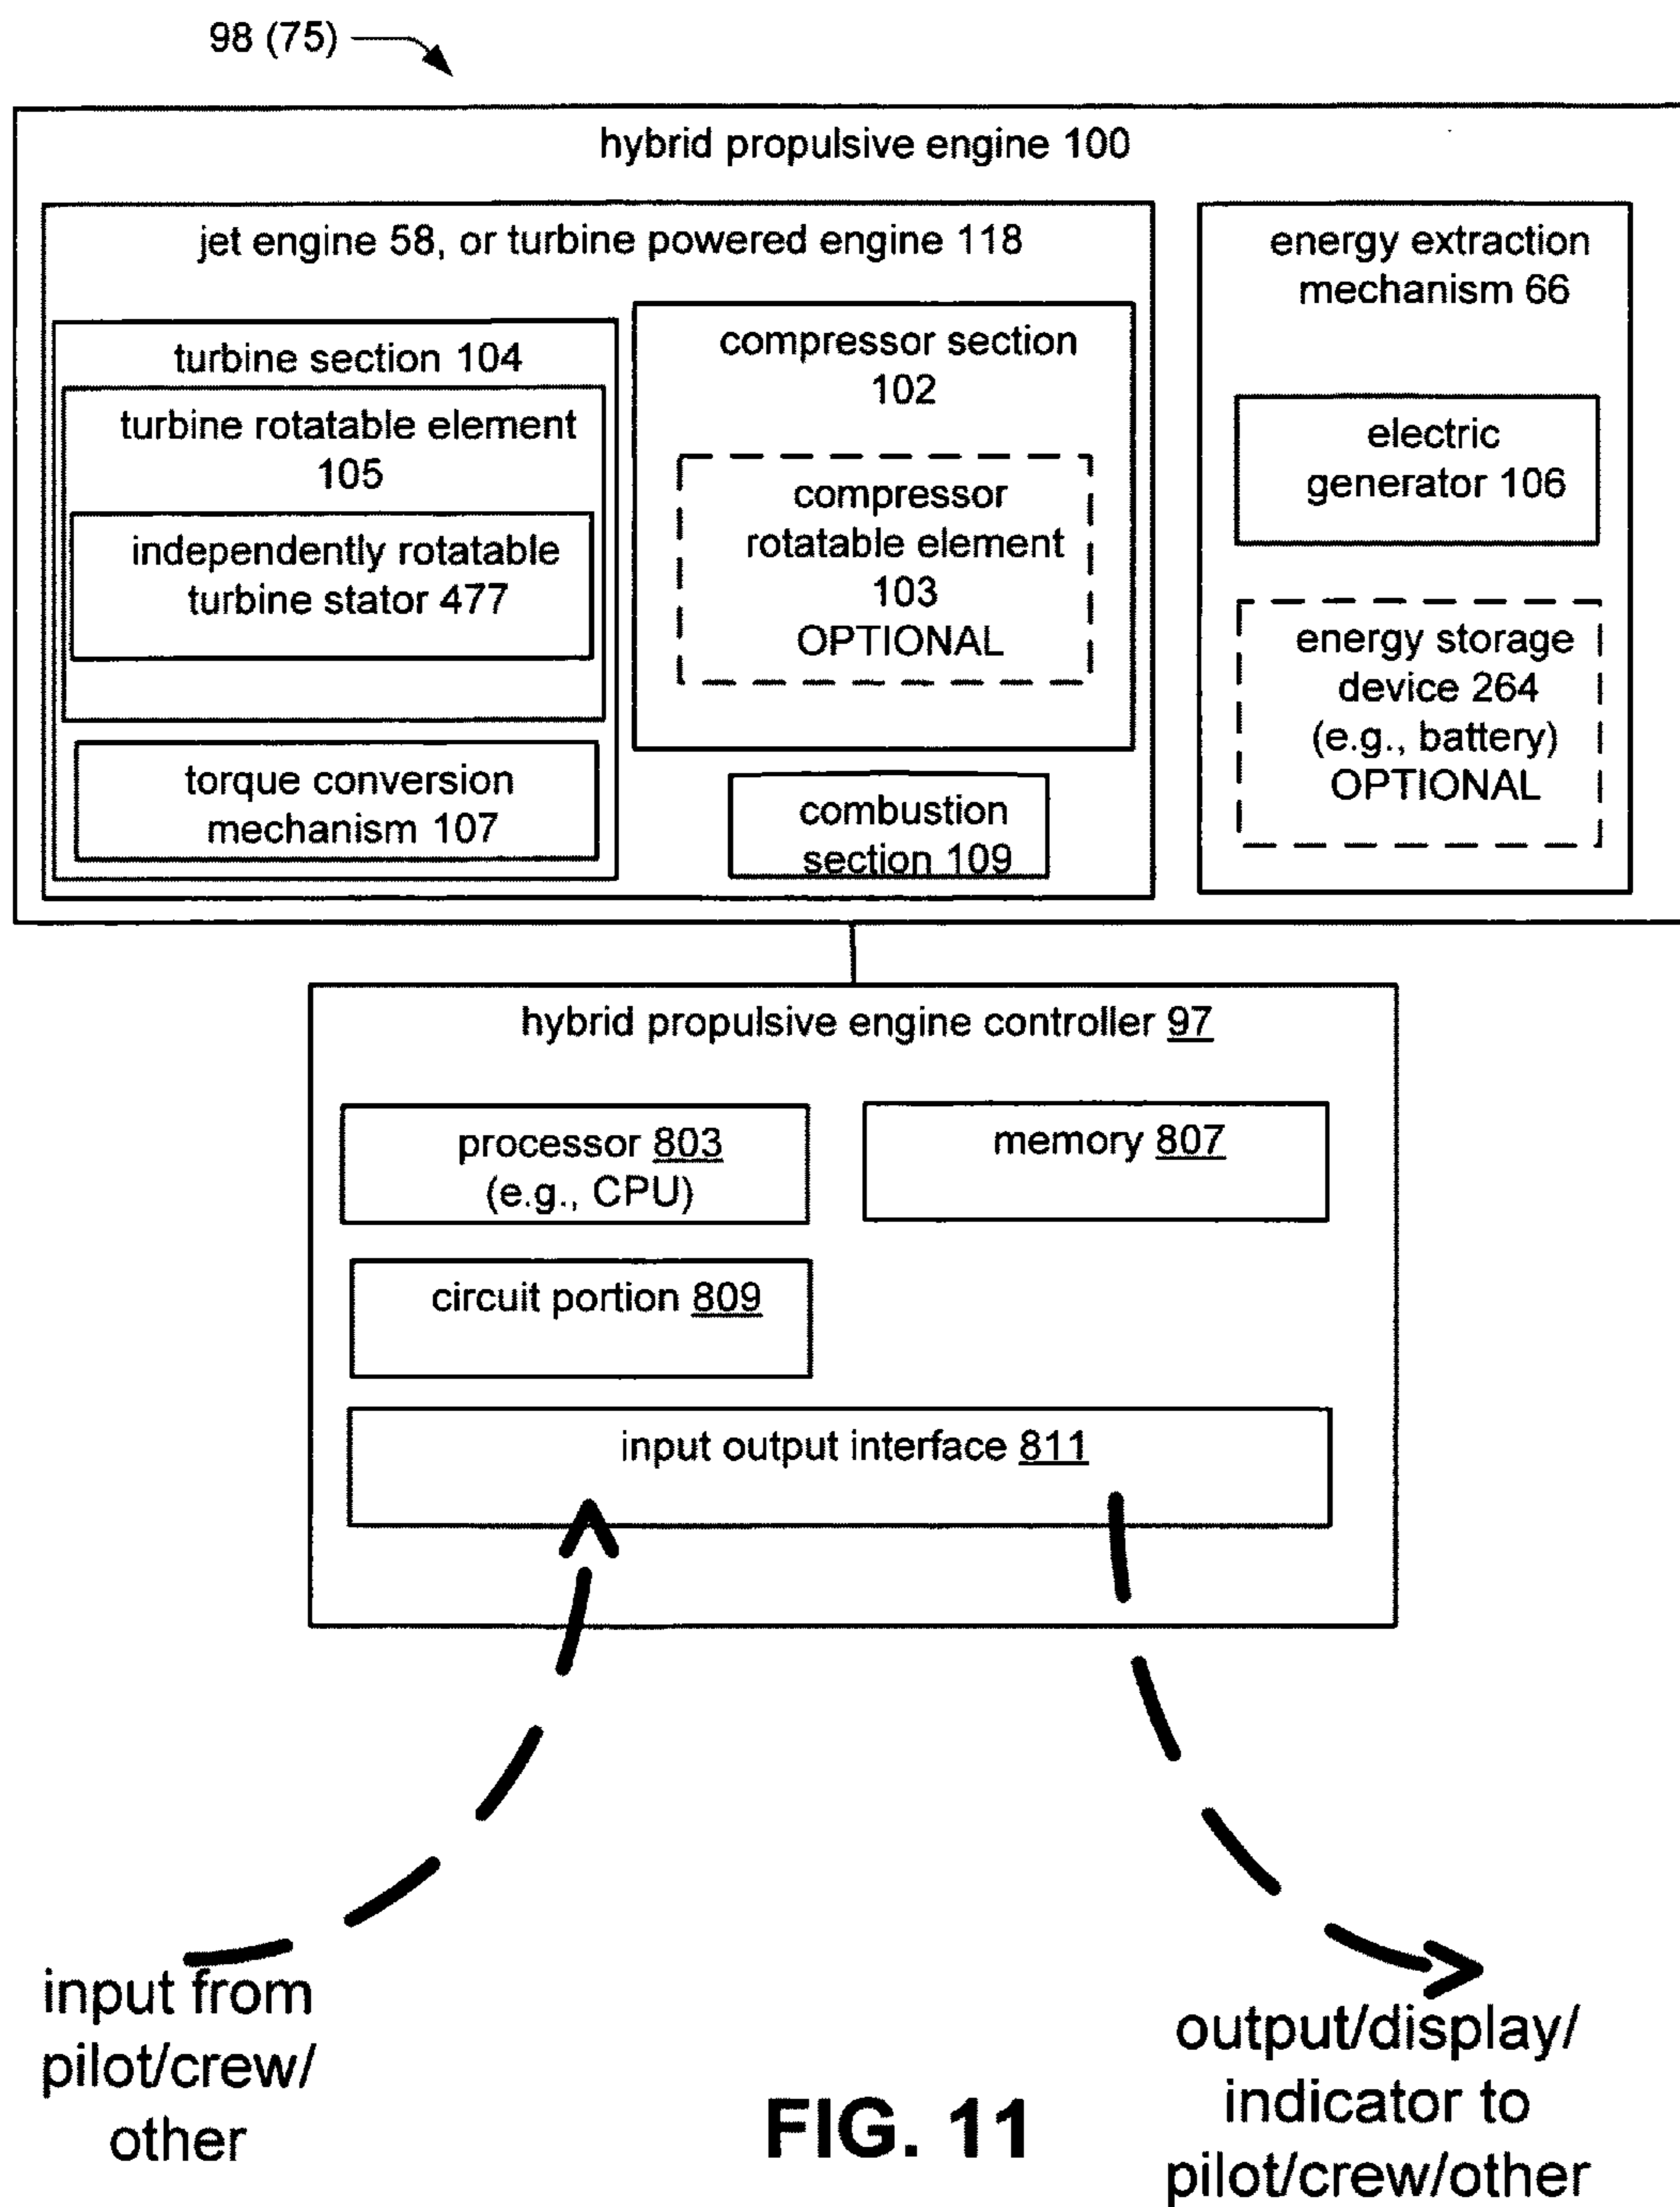 98 (75)
hybrid propulsive engine 100
jet engine 58, or turbine powered engine 118
turbine section 104
turbine rotatable element
105
independently rotatable
turbine stator 477
torque conversion
mechanism 107
compressor section
102
compressor
rotatable element
103
OPTIONAL
combustion
section 109
energy extraction
mechanism 66
electric
generator 106
energy storage
device 264
(e.g., battery)
OPTIONAL
hybrid propulsive engine controller 97
processor 803
(e.g., CPU)
memory 807
circuit portion 809
input output interface 811
input from
pilot/crew/
other
output/display/
indicator to
pilot/crew/other
FIG. 11